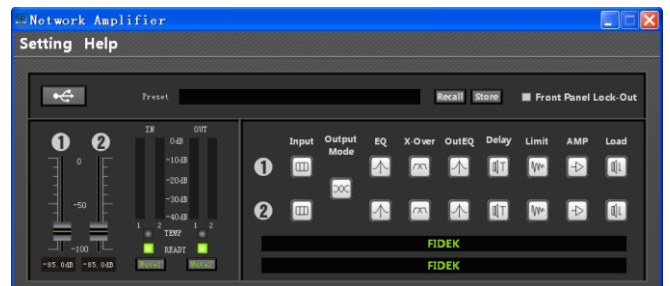 Network Amplifier
Setting Help
Preset Recall Store Front Panel Lock-Out
IN OUT
Input Output Mode EQ X-Over OutEQ Delay Limit AMP Load
1 2
0 0dB
-10dB
-20dB
-50 -30dB
-40dB
1 2 1 2
TEMP
-100 READY
-85.0dB -85.0dB Mute1 Mute2
1
2
FIDEK
FIDEK